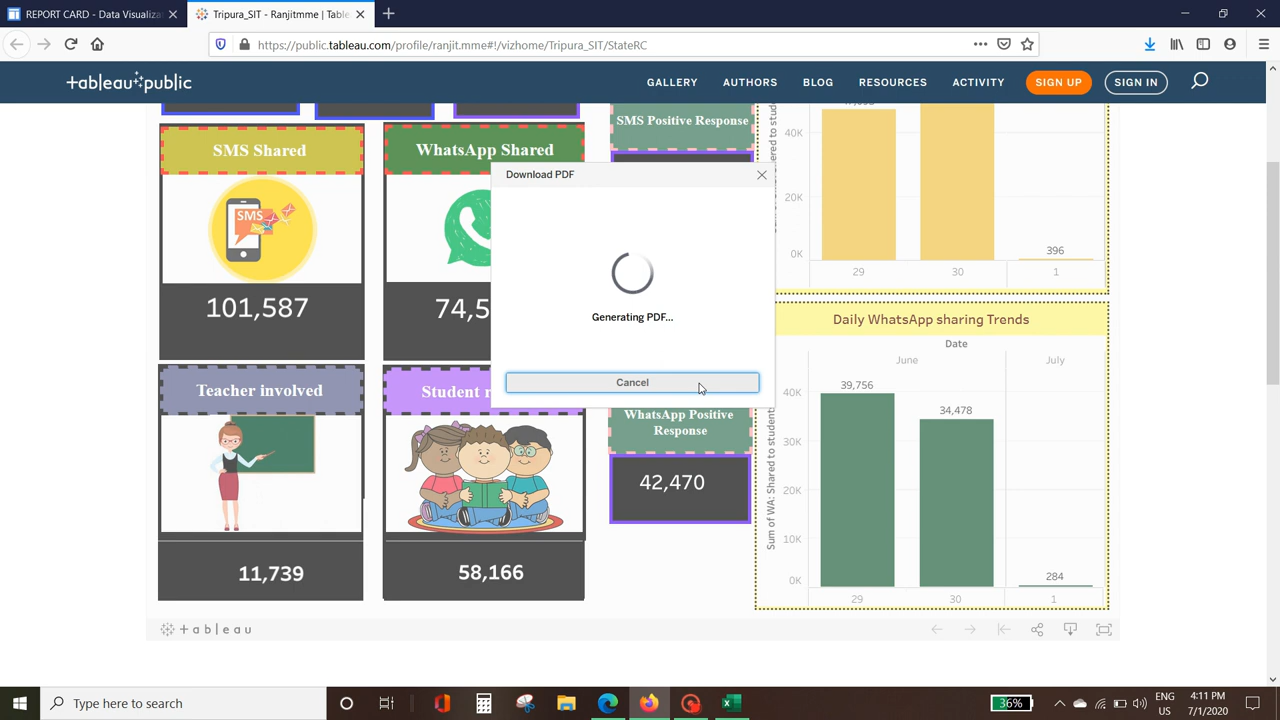 REPORT CARD - Data Visualiza
Tripura_SIT - Ranjitmme | Table
https://public.tableau.com/profile/ranjit.mme#!/vizhome/Tripura_SIT/StateRC
+tableau+public
GALLERY
AUTHORS
BLOG
RESOURCES
ACTIVITY
SIGN UP
SIGN IN
SMS Shared
SMS
101,587
WhatsApp Shared
74,5
SMS Positive Response
40K
20K
0K
396
29
30
1
Download PDF
Generating PDF...
Cancel
Teacher involved
11,739
Student r
58,166
WhatsApp Positive
Response
42,470
Daily WhatsApp sharing Trends
Date
June
July
Sum of WA: Shared to student
40K
30K
20K
10K
0K
39,756
34,478
284
29
30
1
+ableau
Type here to search
36%
ENG
US
4:11 PM
7/1/2020